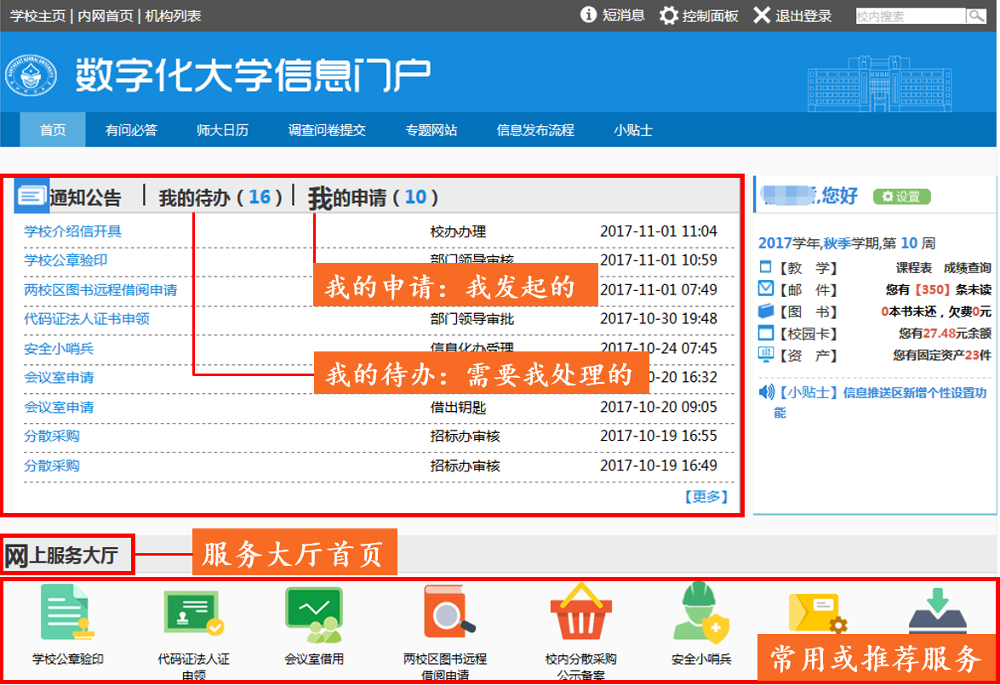 学校主页 | 内网首页 | 机构列表
短消息 控制面板 退出登录 校内搜索
数字化大学信息门户
首页 有问必答 师大日历 调查问卷提交 专题网站 信息发布流程 小贴士
通知公告 | 我的待办（16）| 我的申请（10）
学校介绍信开具 校办办理 2017-11-01 11:04
学校公章验印 部门领导审核 2017-11-01 10:59
两校区图书远程借阅申请 2017-11-01 07:49
我的申请：我发起的
代码证法人证书申领 部门领导审批 2017-10-30 19:48
安全小哨兵 信息化办受理 2017-10-24 07:45
会议室申请 0-20 16:32
我的待办：需要我处理的
会议室申请 借出钥匙 2017-10-20 09:05
分散采购 招标办审核 2017-10-19 16:55
分散采购 招标办审核 2017-10-19 16:49
【更多】
,您好 设置
2017学年,秋季学期,第 10 周
【教 学】 课程表 成绩查询
【邮 件】 您有【350】条未读
【图 书】 0本书未还，欠费0元
【校园卡】 您有27.48元余额
【资 产】 您有固定资产23件
【小贴士】信息推送区新增个性设置功
能
网上服务大厅
服务大厅首页
学校公章验印 代码证法人证 会议室借用 两校区图书远程 校内分散采购 安全小哨兵
申领 借阅申请 公示备案
常用或推荐服务